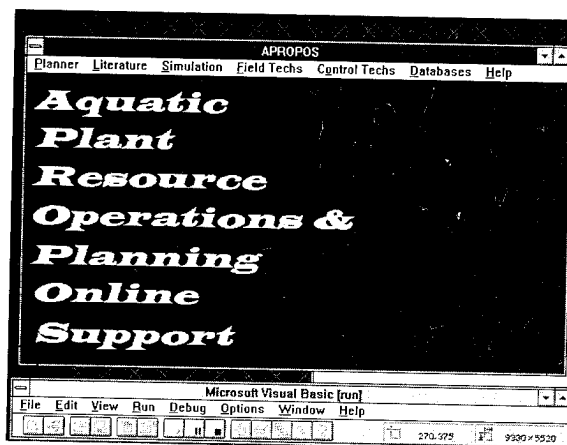 APROPOS
Planner Literature Simulation Field Techs Control Techs Databases Help
Aquatic
Plant
Resource
Operations &
Planning
Online
Support
Microsoft Visual Basic [run]
File Edit View Run Debug Options Window Help
270,375 9330×5520